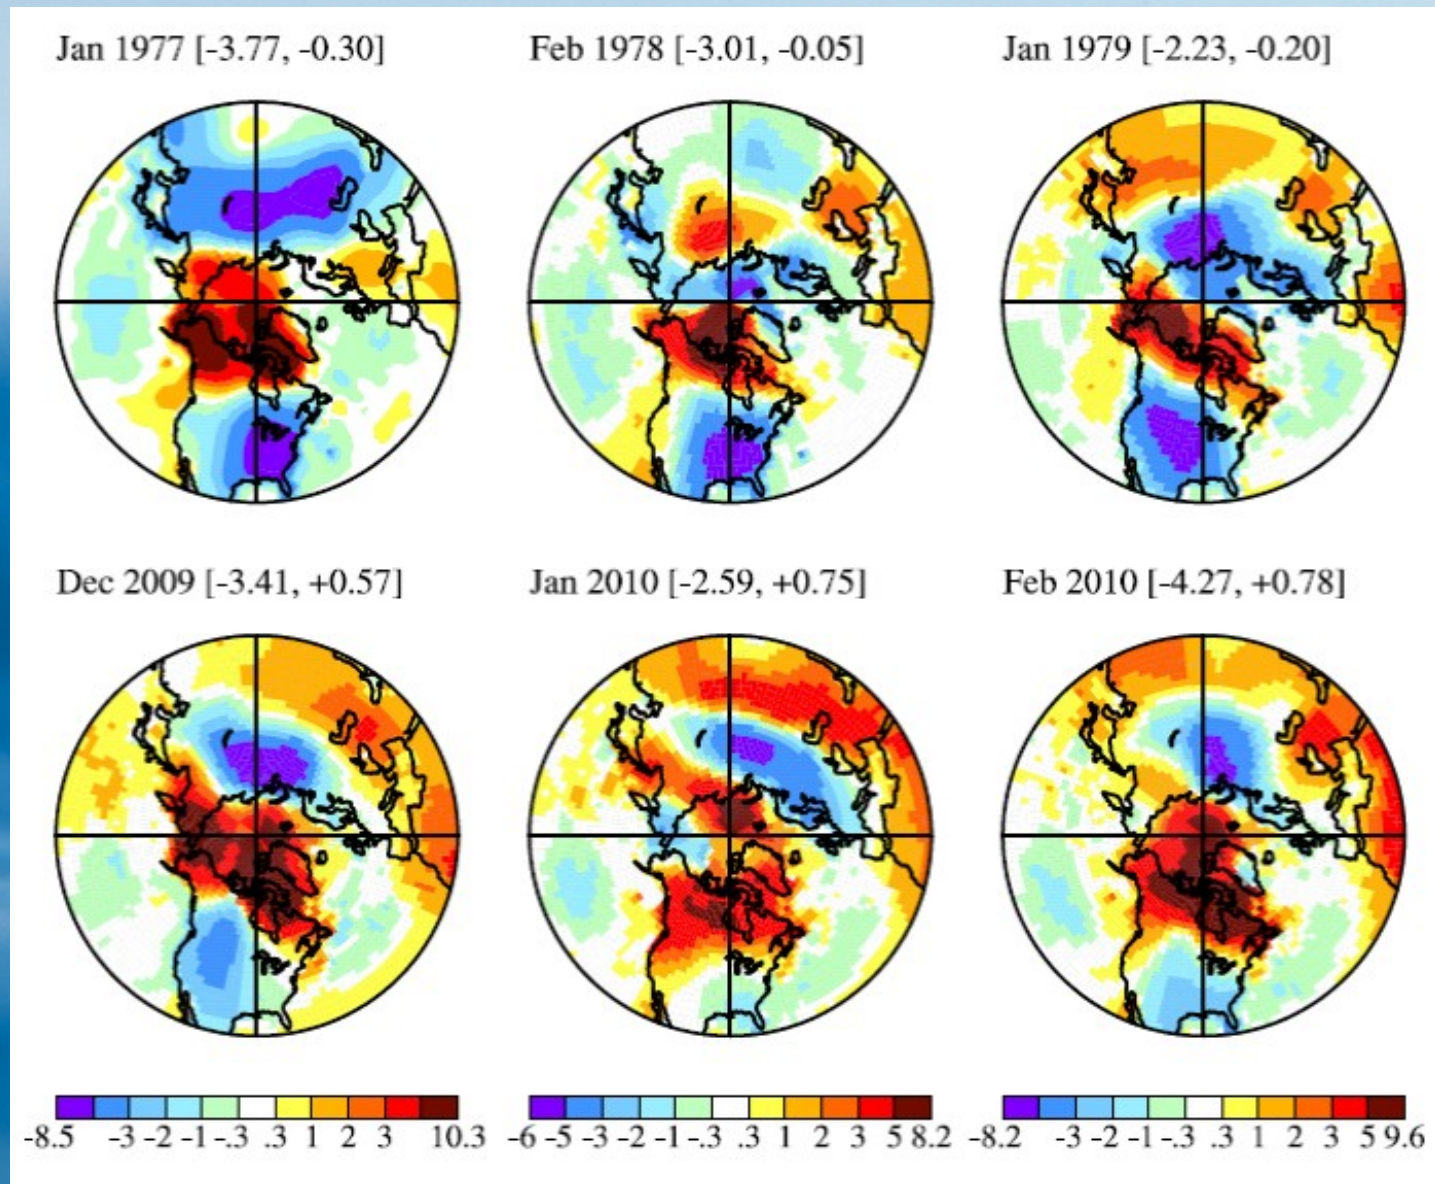 Jan 1977 [-3.77, -0.30]
Feb 1978 [-3.01, -0.05]
Jan 1979 [-2.23, -0.20]
Dec 2009 [-3.41, +0.57]
Jan 2010 [-2.59, +0.75]
Feb 2010 [-4.27, +0.78]
-8.5 -3 -2 -1 -.3 .3 1 2 3 10.3
-6 -5 -3 -2 -1 -.3 .3 1 2 3 5 8.2
-8.2 -3 -2 -1 -.3 .3 1 2 3 5 9.6